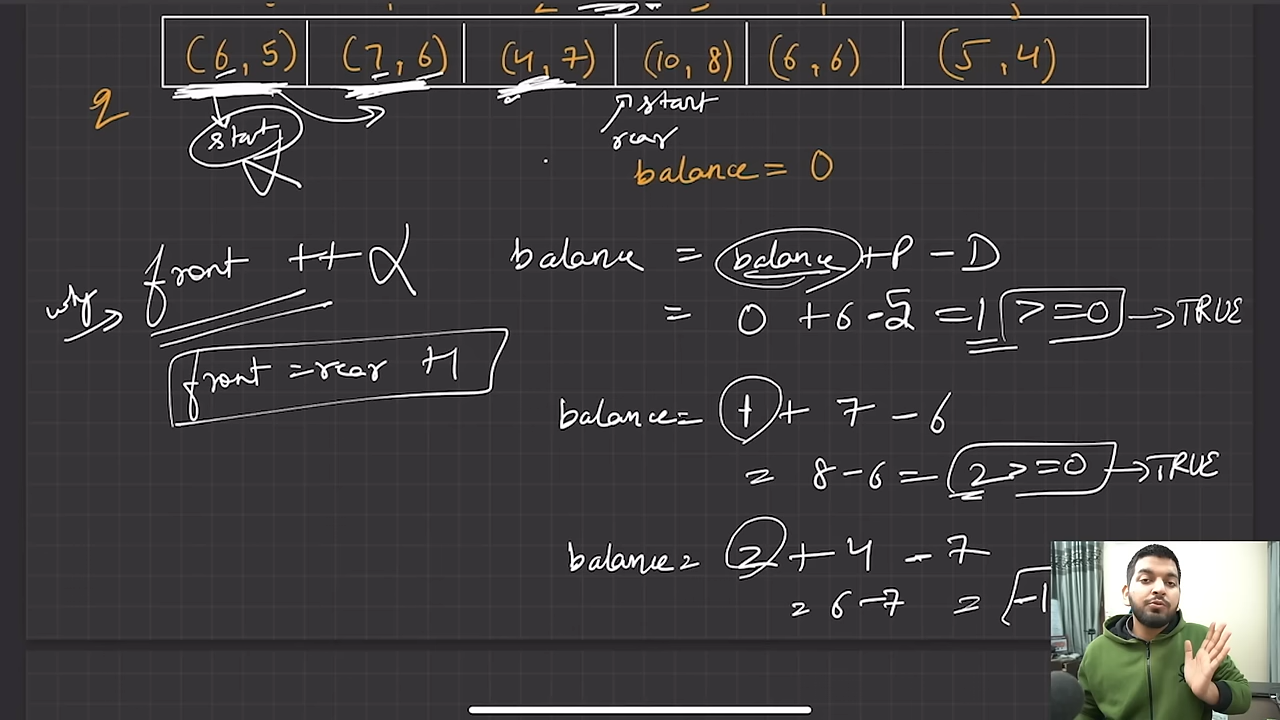 (6, 5) (7, 6) (4, 7) (10, 8) (6, 6) (5, 4)
q
start
start
rear
balance = 0
front ++
why
front = rear +1
balance = balance + P - D
= 0 + 6 - 5 = 1 >= 0 → TRUE
balance = 1 + 7 - 6
= 8 - 6 = 2 >= 0 → TRUE
balance = 2 + 4 - 7
= 6 - 7 = -1